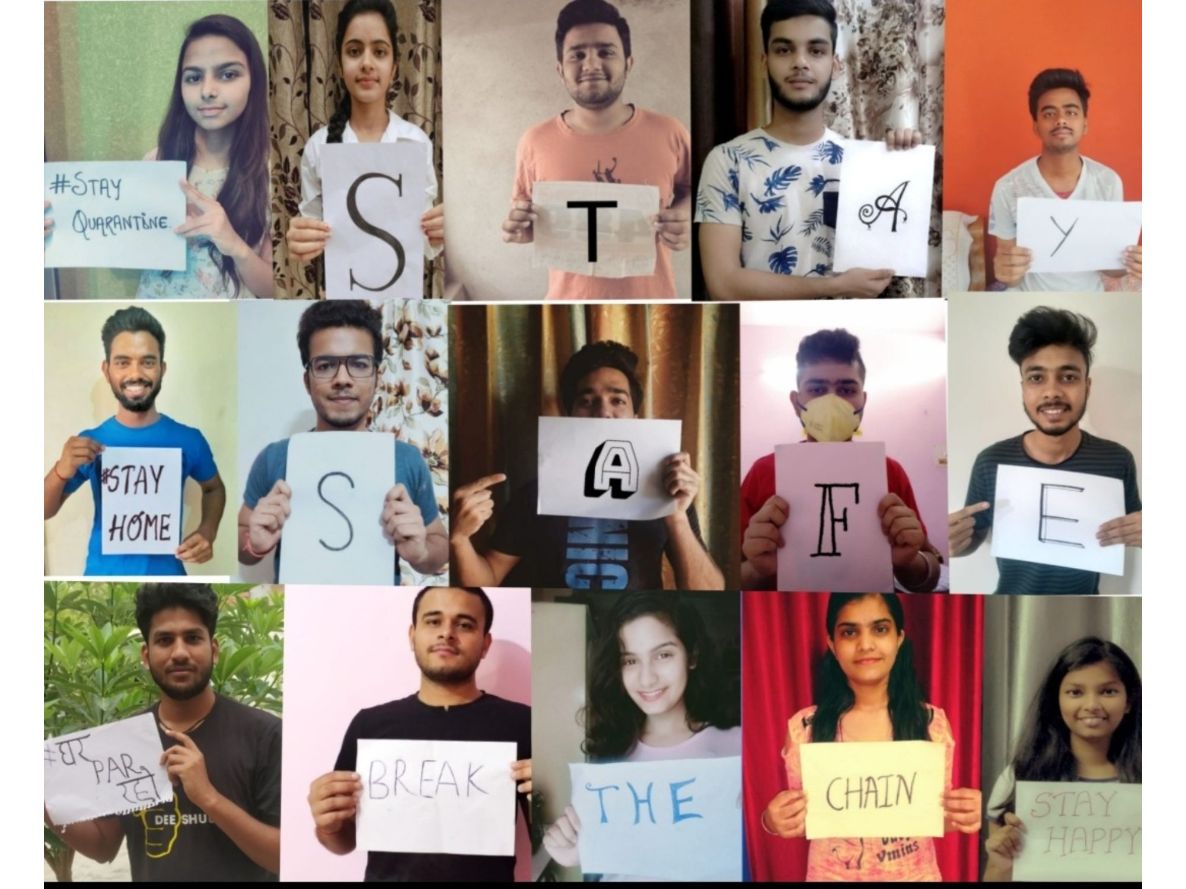 #STAY
QUARANTINE
S
T
A
Y
#STAY
HOME
S
A
F
E
#घर
PAR
रहो
BREAK
THE
CHAIN
STAY
HAPPY